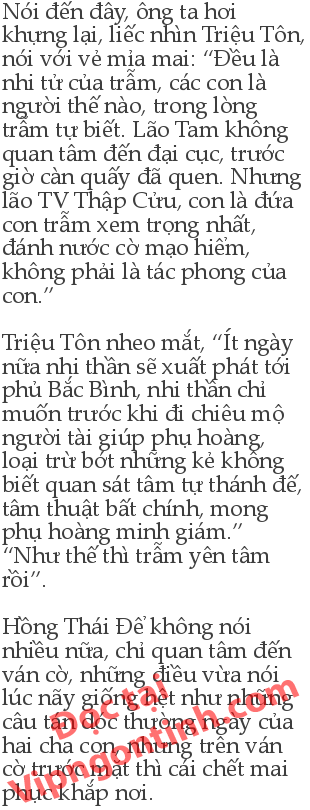 Nói đến đây, ông ta hơi
khựng lại, liếc nhìn Triệu Tôn,
nói với vẻ mỉa mai: “Đều là
nhi tử của trẫm, các con là
người thế nào, trong lòng
trẫm tự biết. Lão Tam không
quan tâm đến đại cục, trước
giờ càn quấy đã quen. Nhưng
lão TV Thập Cửu, con là đứa
con trẫm xem trọng nhất,
đánh nước cờ mạo hiểm,
không phải là tác phong của
con.”
Triệu Tôn nheo mắt, “Ít ngày
nữa nhi thần sẽ xuất phát tới
phủ Bắc Bình, nhi thần chỉ
muốn trước khi đi chiêu mộ
người tài giúp phụ hoàng,
loại trừ bớt những kẻ không
biết quan sát tâm tự thánh đế,
tâm thuật bất chính, mong
phụ hoàng minh giám.”
“Như thế thì trẫm yên tâm
rồi”.
Hồng Thái Để không nói
nhiều nữa, chỉ quan tâm đến
ván cờ, những điều vừa nói
lúc nãy giống hệt như những
câu tán dóc thường ngày của
hai cha con, nhưng trên ván
cờ trước mặt thì cái chết mai
phục khắp nơi.
Đọc tại
Vipngontinh.com